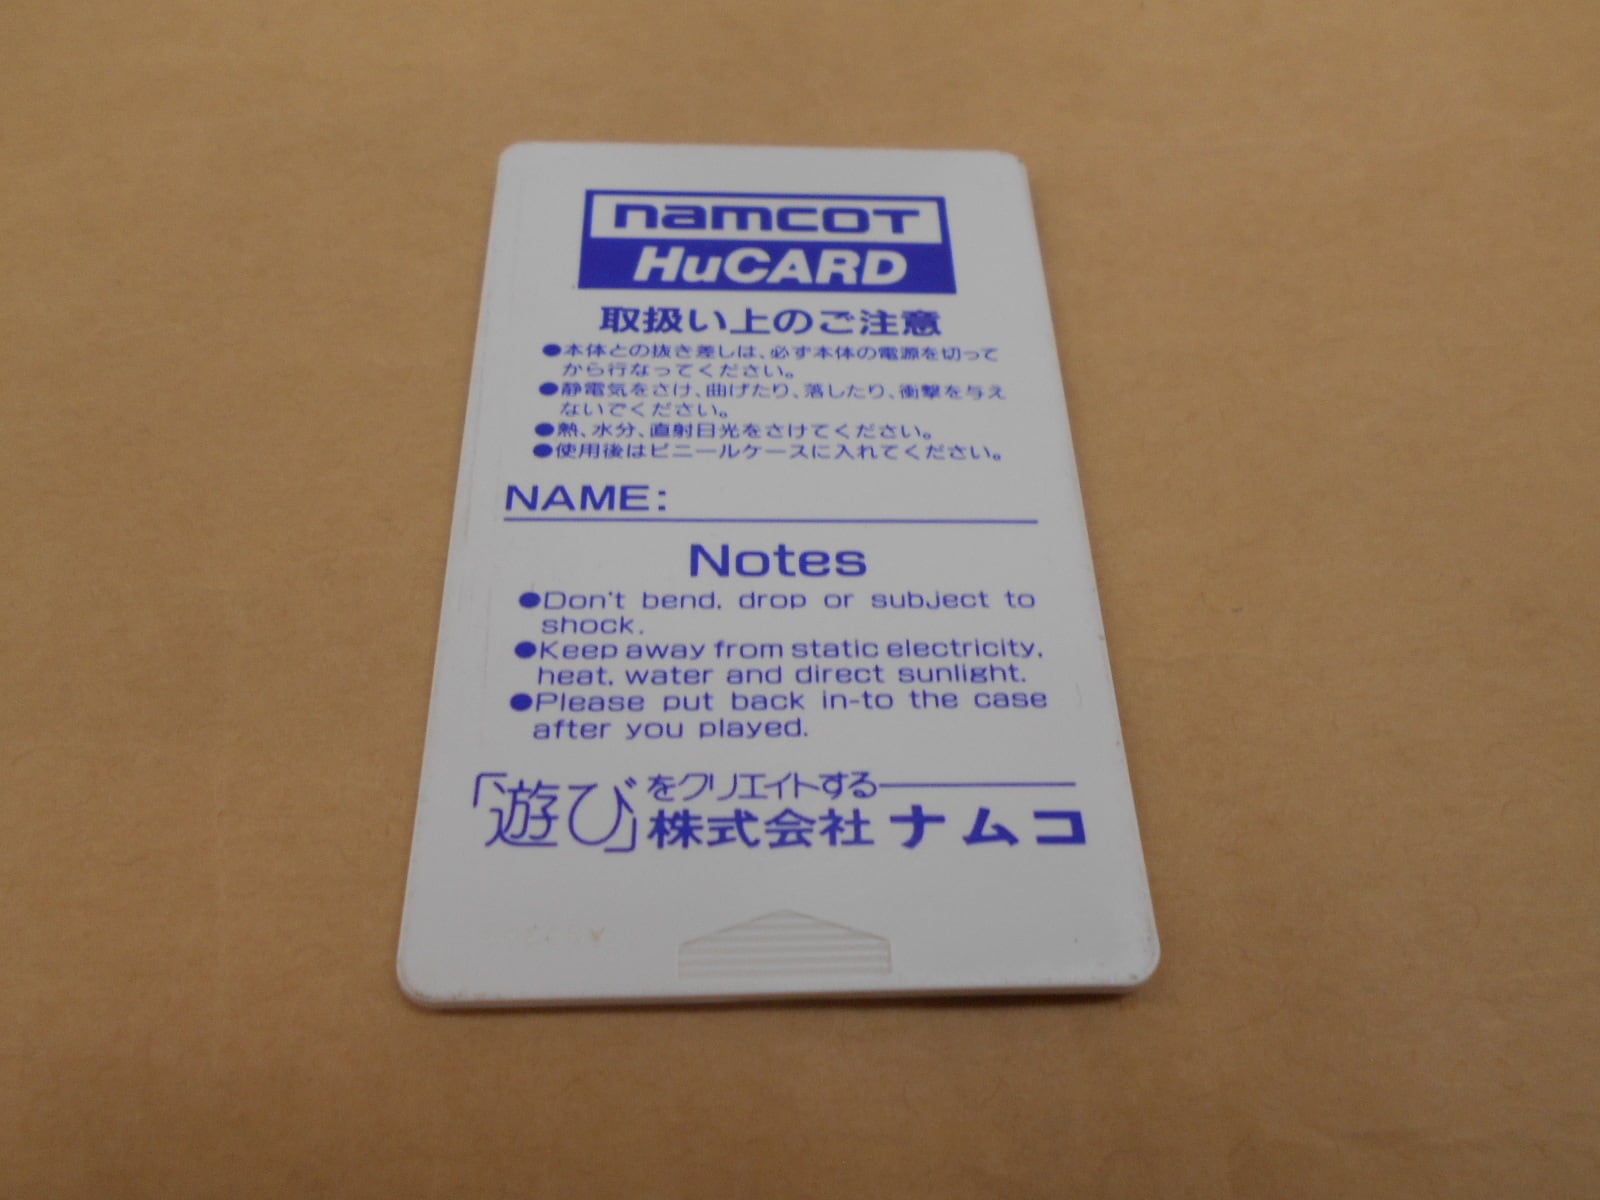 namcot
HuCARD
取扱い上のご注意
●本体との抜き差しは、必ず本体の電源を切って
から行なってください。
●静電気をさけ、曲げたり、落したり、衝撃を与え
ないでください。
●熱、水分、直射日光をさけてください。
●使用後はビニールケースに入れてください。
NAME:
Notes
●Don't bend, drop or subject to
shock.
●Keep away from static electricity,
heat, water and direct sunlight.
●Please put back in-to the case
after you played.
「遊び」をクリエイトする
株式会社ナムコ